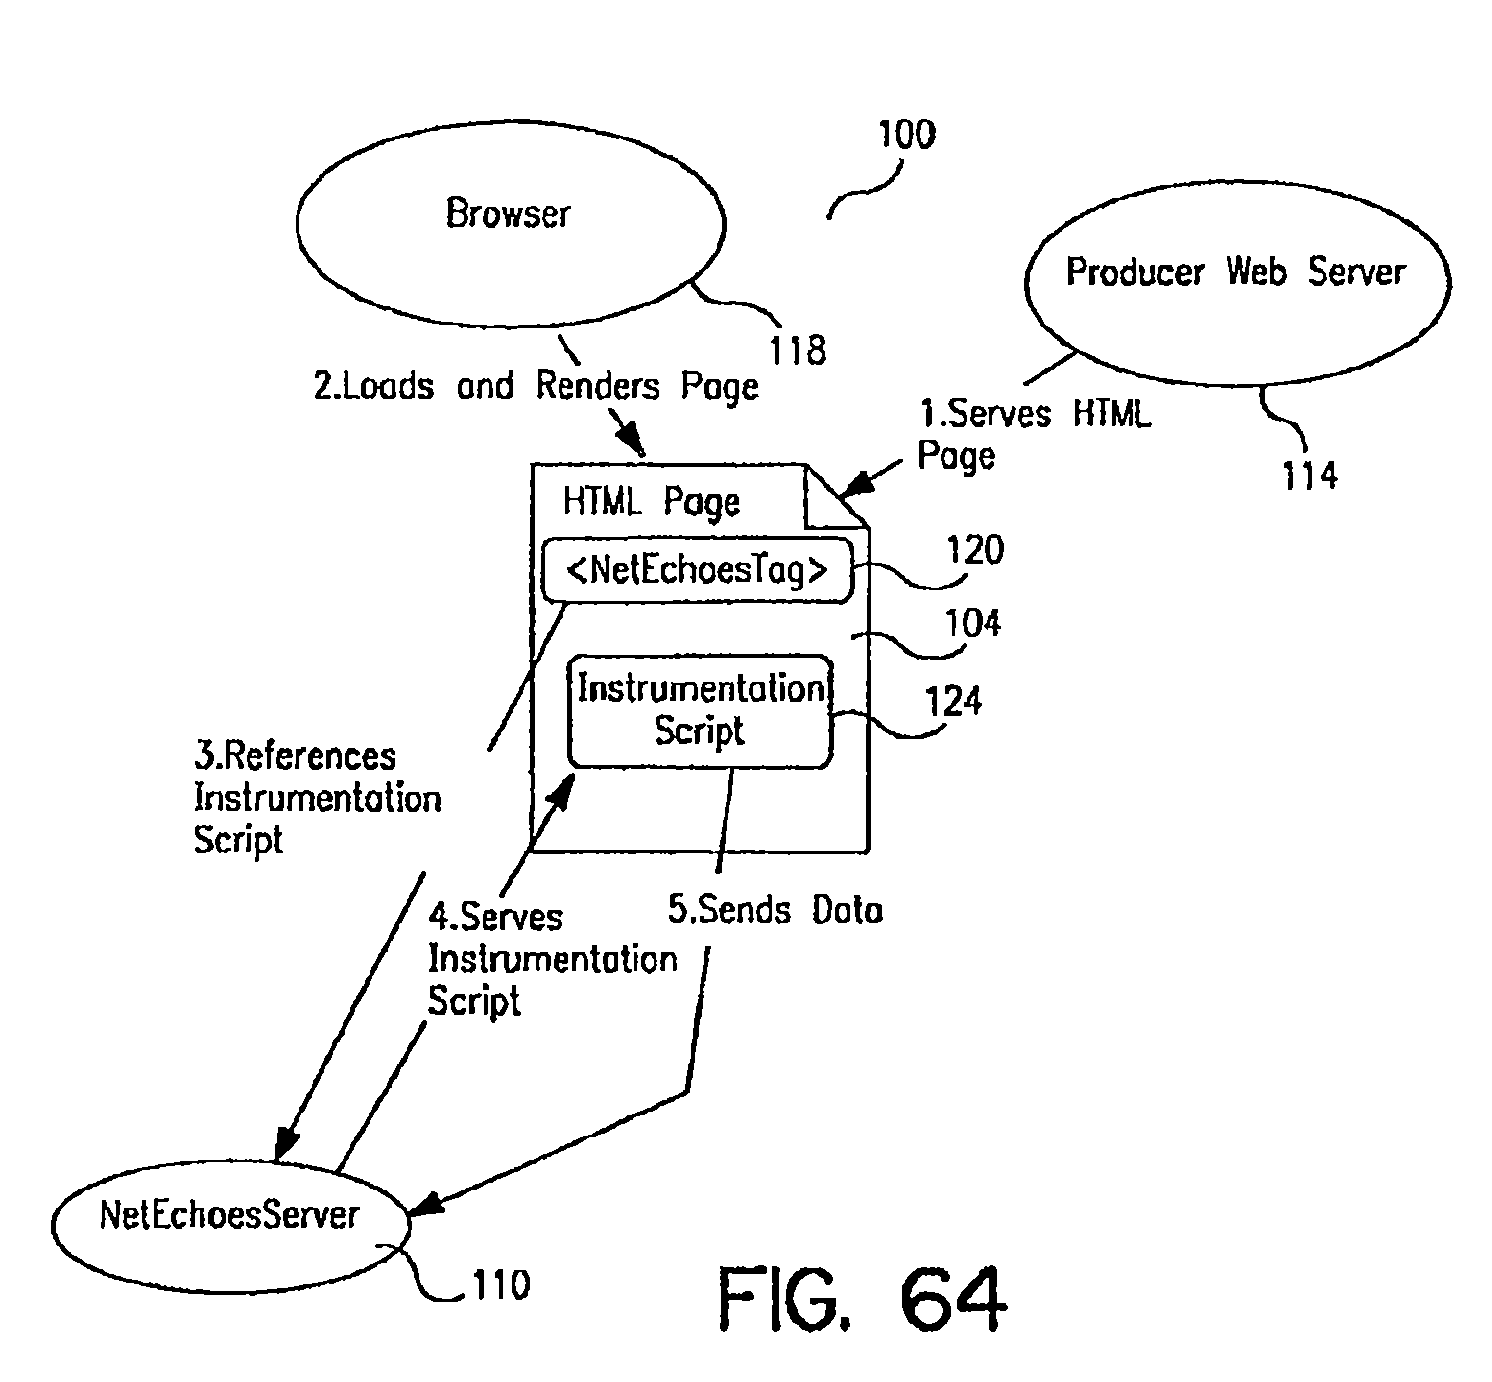 100
Browser
Producer Web Server
118
2.Loads and Renders Page
1.Serves HTML
Page
114
HTML Page
<NetEchoesTag>
120
104
Instrumentation
Script
124
3.References
Instrumentation
Script
4.Serves
Instrumentation
Script
5.Sends Data
NetEchoesServer
110
FIG. 64